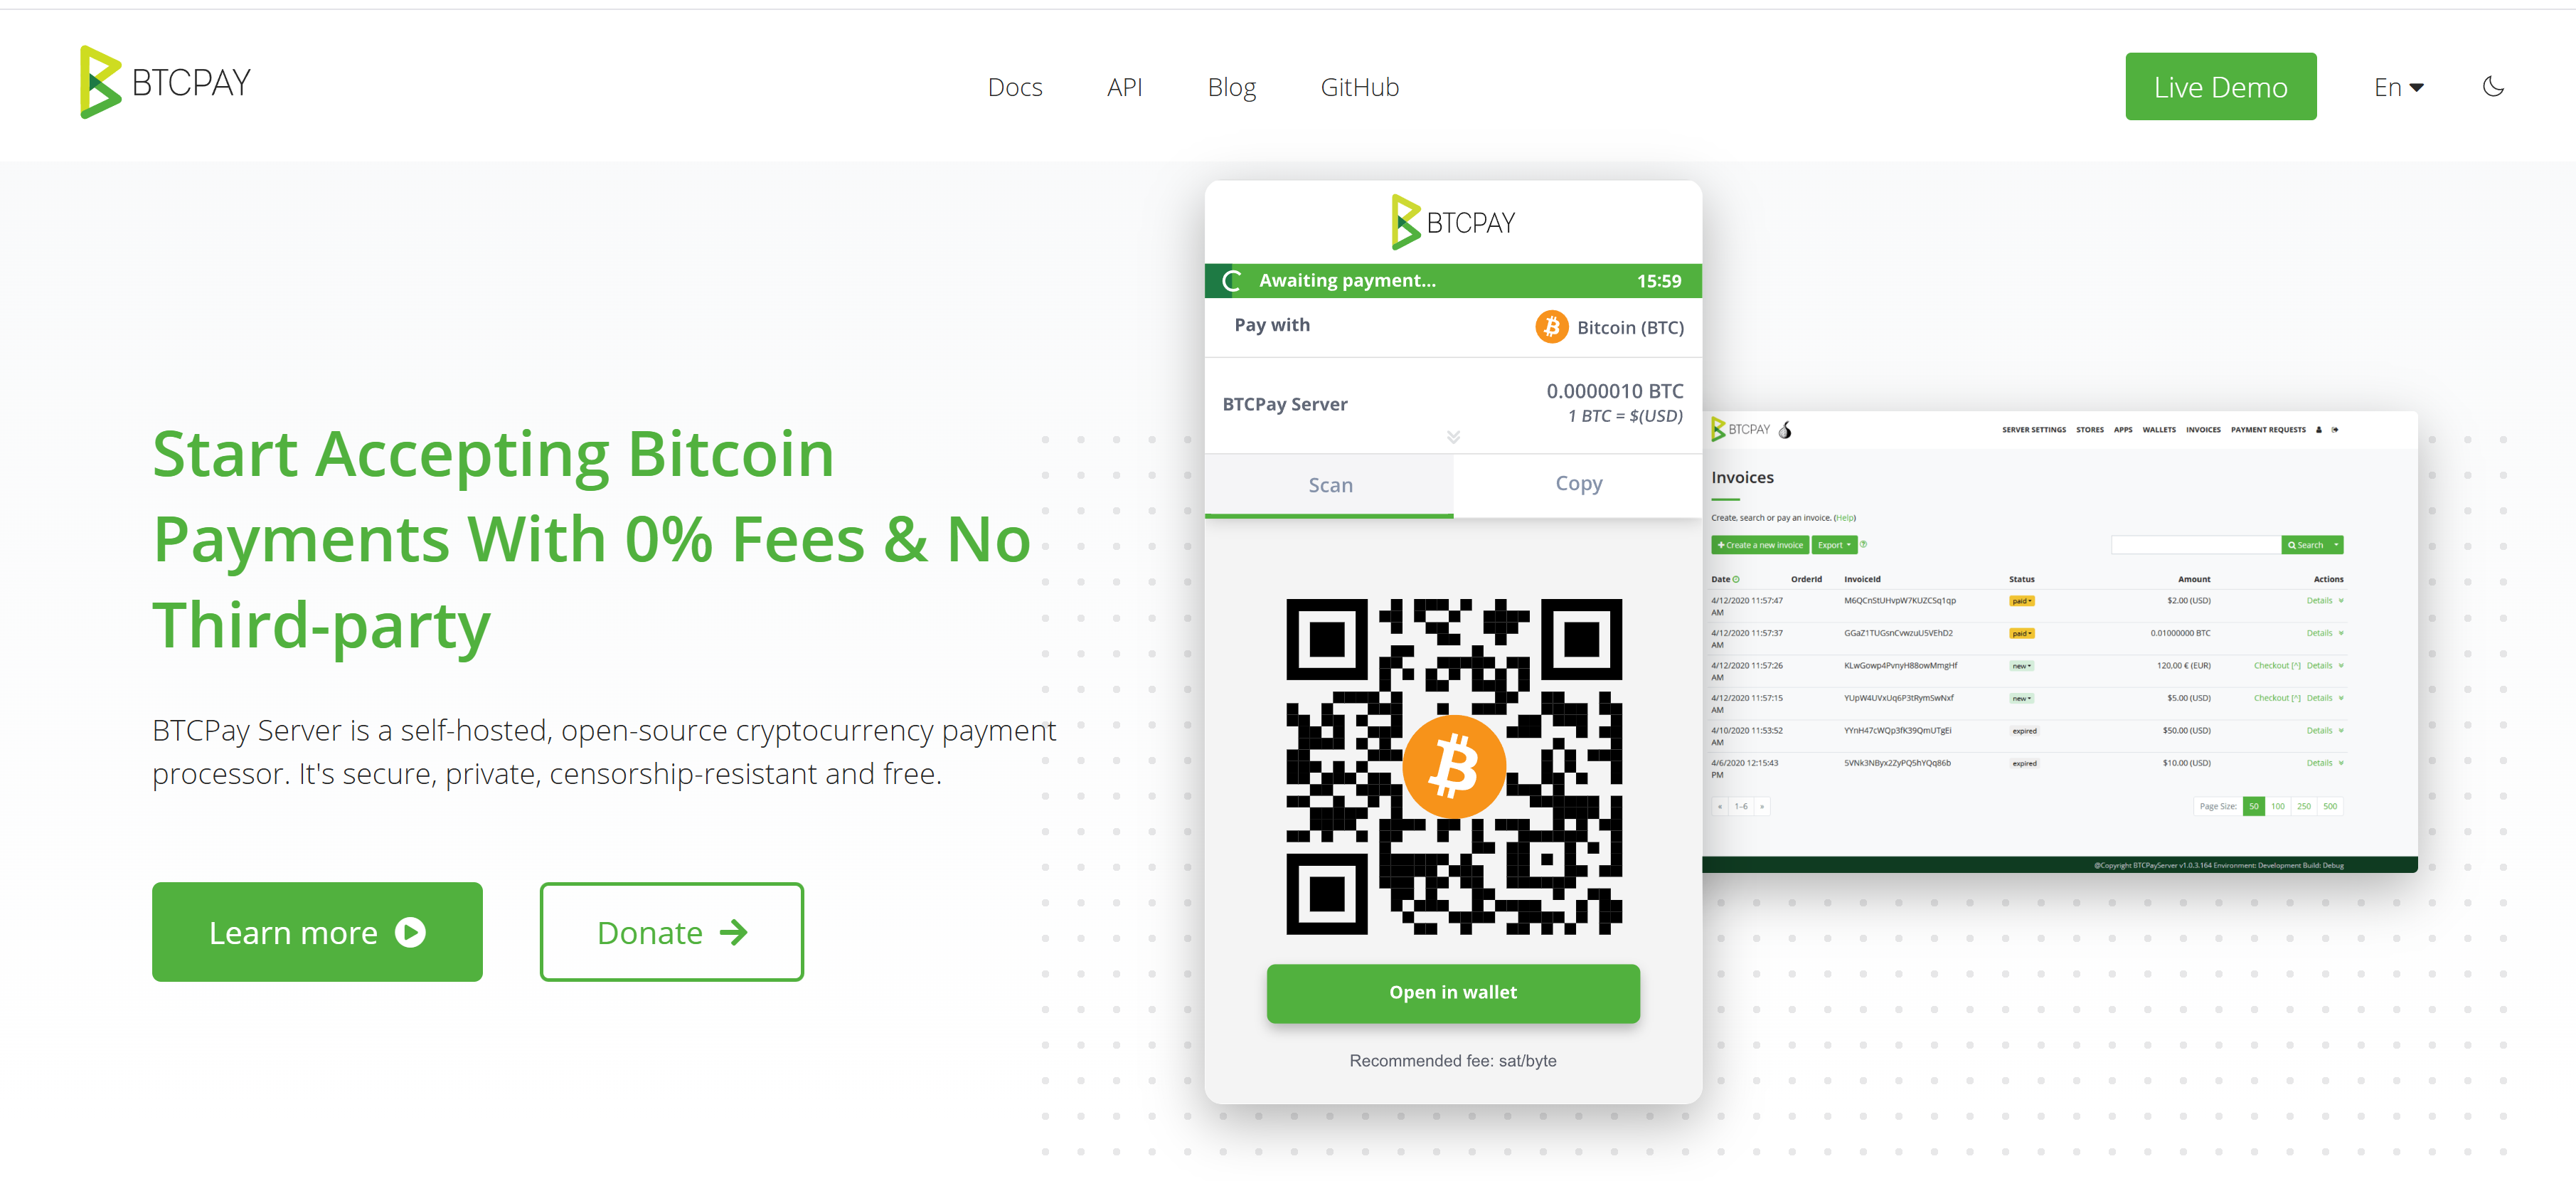 BTCPAY
Docs API Blog GitHub
Live Demo
En
Start Accepting Bitcoin
Payments With 0% Fees & No
Third-party
BTCPay Server is a self-hosted, open-source cryptocurrency payment
processor. It's secure, private, censorship-resistant and free.
Learn more
Donate
BTCPAY
Awaiting payment... 15:59
Pay with Bitcoin (BTC)
BTCPay Server 0.0000010 BTC
1 BTC = $(USD)
Scan Copy
Open in wallet
Recommended fee: sat/byte
BTCPAY SERVER SETTINGS STORES APPS WALLETS INVOICES PAYMENT REQUESTS
Invoices
Create, search or pay an invoice. (Help)
Create a new invoice Export Search
Date OrderId InvoiceId Status Amount Actions
4/12/2020 11:57:47 M6QCnStUHvpW7KUZCSq1qp paid $2.00 (USD) Details
AM
4/12/2020 11:57:37 GGaZ1TUGsnCvwzuU5VEhD2 paid 0.01000000 BTC Details
AM
4/12/2020 11:57:26 KLwGowp4PvnyH88owMmgHf new 120.00 € (EUR) Checkout [^] Details
AM
4/12/2020 11:57:15 YUpW4UVxUq6P3tRymSwNxf new $5.00 (USD) Checkout [^] Details
AM
4/10/2020 11:53:52 YYnH47cWQp3fK39QmUTgEi expired $50.00 (USD) Details
AM
4/6/2020 12:15:43 5VNk3NByx2ZyPQ5hYQq86b expired $10.00 (USD) Details
PM
« 1–6 » Page Size: 50 100 250 500
@Copyright BTCPayServer v1.0.3.164 Environment: Development Build: Debug